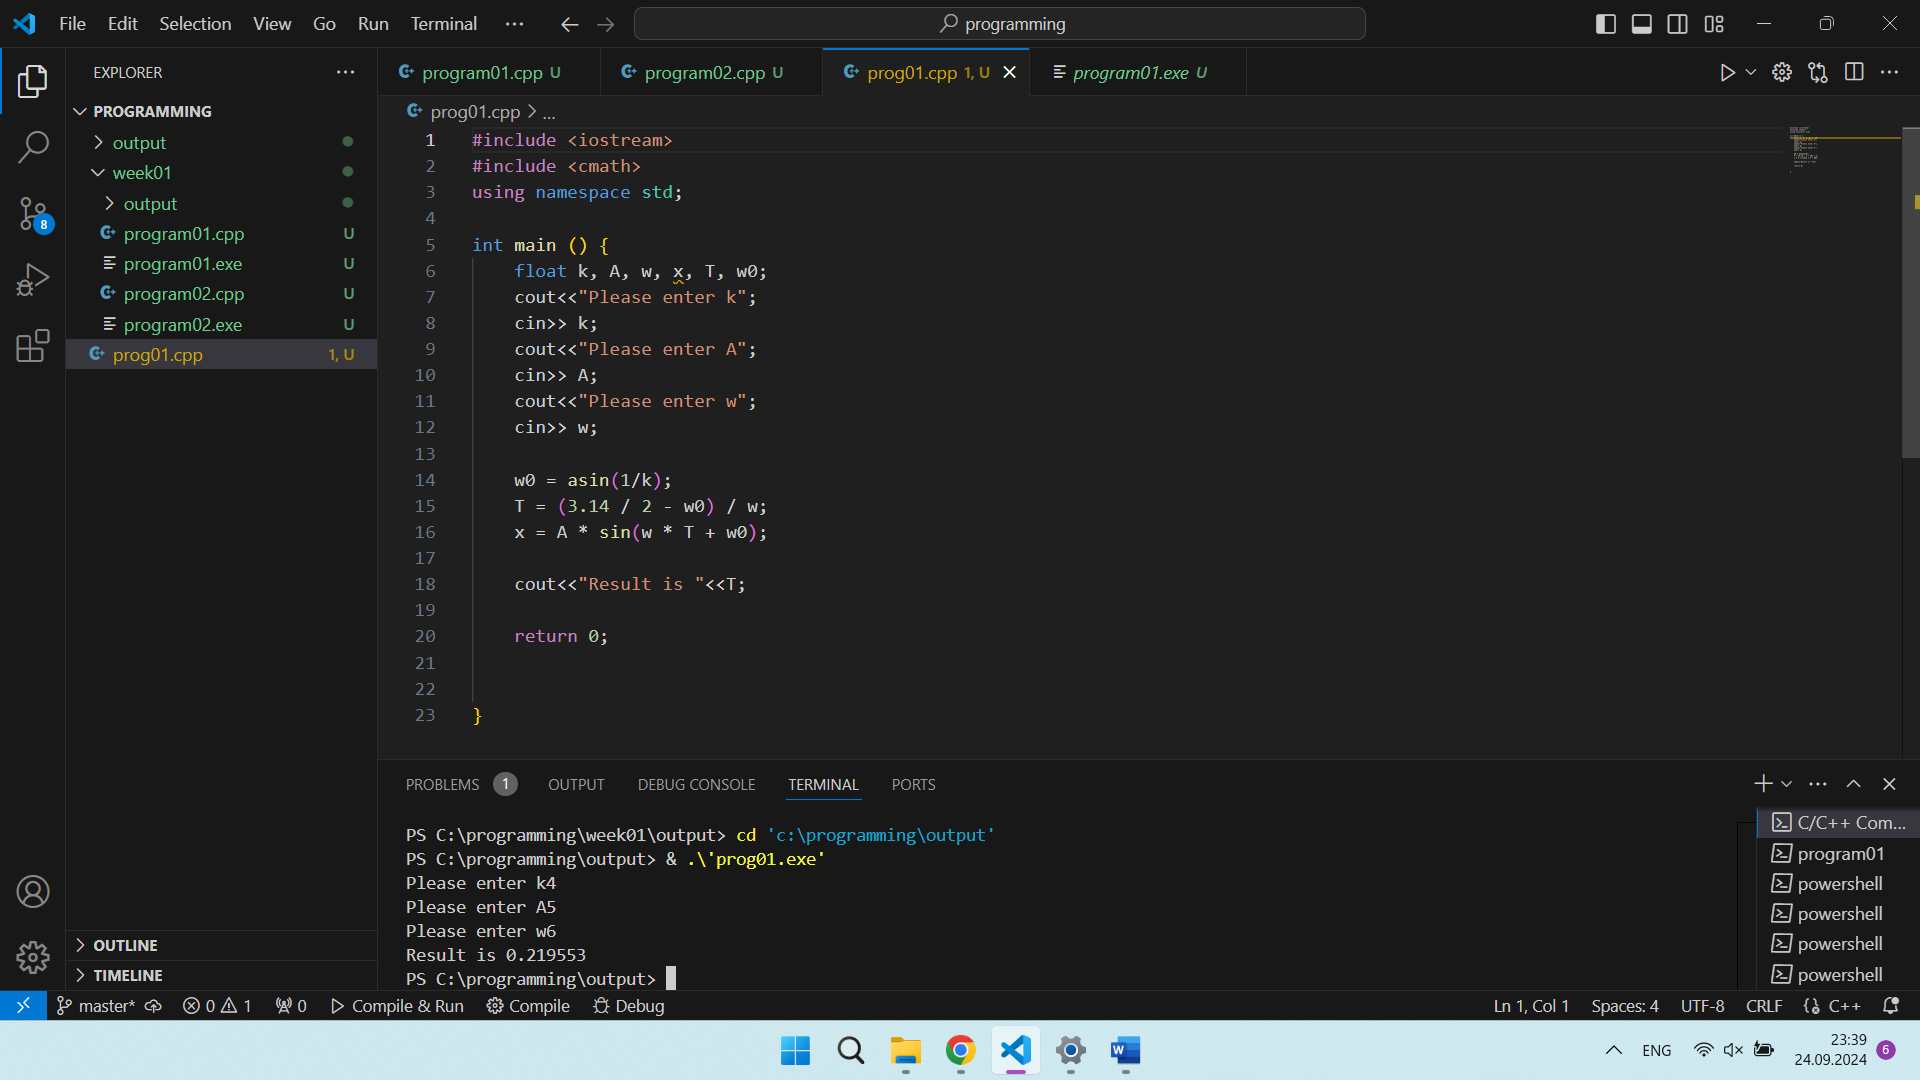 File Edit Selection View Go Run Terminal ··· programming
EXPLORER ···
PROGRAMMING
output
week01
output
program01.cpp U
program01.exe U
program02.cpp U
program02.exe U
prog01.cpp 1, U
OUTLINE
TIMELINE
8
program01.cpp U program02.cpp U prog01.cpp 1, U program01.exe U
prog01.cpp > ...
1 #include <iostream>
2 #include <cmath>
3 using namespace std;
4
5 int main () {
6 float k, A, w, x, T, w0;
7 cout<<"Please enter k";
8 cin>> k;
9 cout<<"Please enter A";
10 cin>> A;
11 cout<<"Please enter w";
12 cin>> w;
13
14 w0 = asin(1/k);
15 T = (3.14 / 2 - w0) / w;
16 x = A * sin(w * T + w0);
17
18 cout<<"Result is "<<T;
19
20 return 0;
21
22
23 }
PROBLEMS 1 OUTPUT DEBUG CONSOLE TERMINAL PORTS
PS C:\programming\week01\output> cd 'c:\programming\output'
PS C:\programming\output> & .\'prog01.exe'
Please enter k4
Please enter A5
Please enter w6
Result is 0.219553
PS C:\programming\output>
C/C++ Com...
program01
powershell
powershell
powershell
powershell
master* 0 1 0 Compile & Run Compile Debug Ln 1, Col 1 Spaces: 4 UTF-8 CRLF C++
ENG 23:39
24.09.2024 6